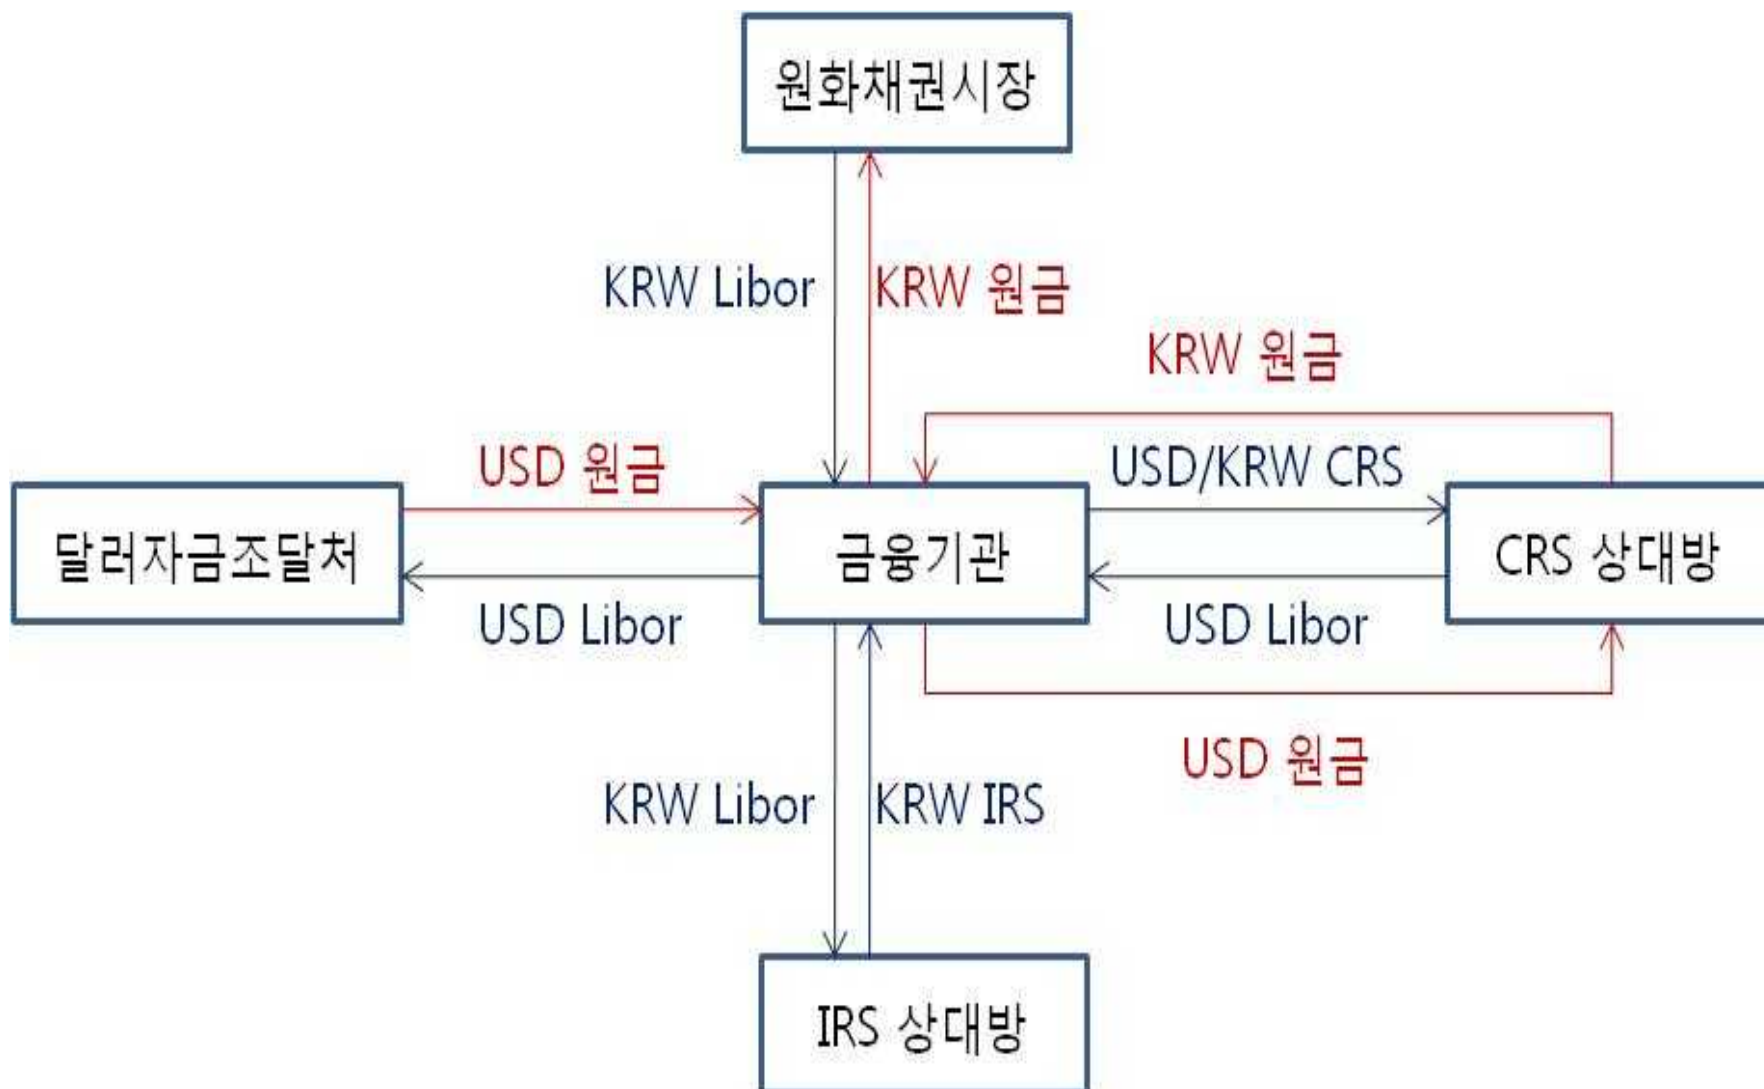 원화채권시장
KRW Libor
KRW 원금
KRW 원금
USD 원금
USD/KRW CRS
달러자금조달처
금융기관
CRS 상대방
USD Libor
USD Libor
USD 원금
KRW Libor
KRW IRS
IRS 상대방